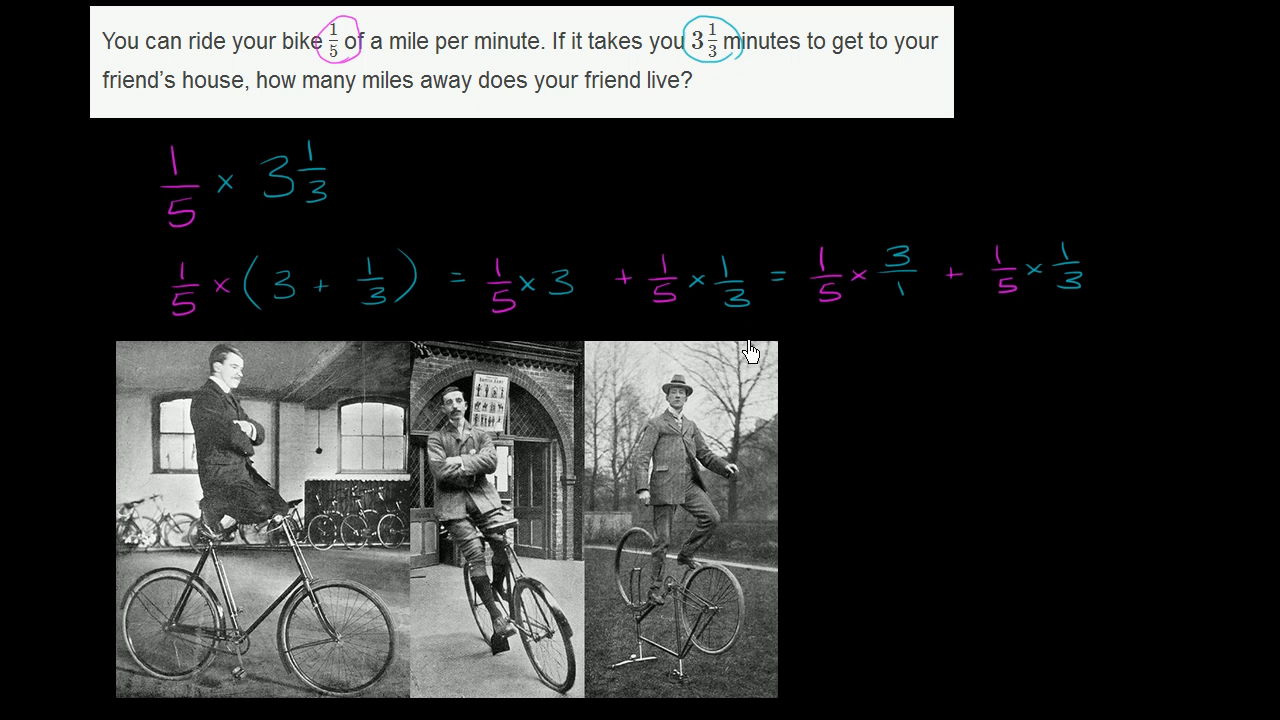 You can ride your bike 1/5 of a mile per minute. If it takes you 3 1/3 minutes to get to your
friend's house, how many miles away does your friend live?
1/5 × 3 1/3
1/5 × (3 + 1/3) = 1/5 × 3 + 1/5 × 1/3 = 1/5 × 3/1 + 1/5 × 1/3